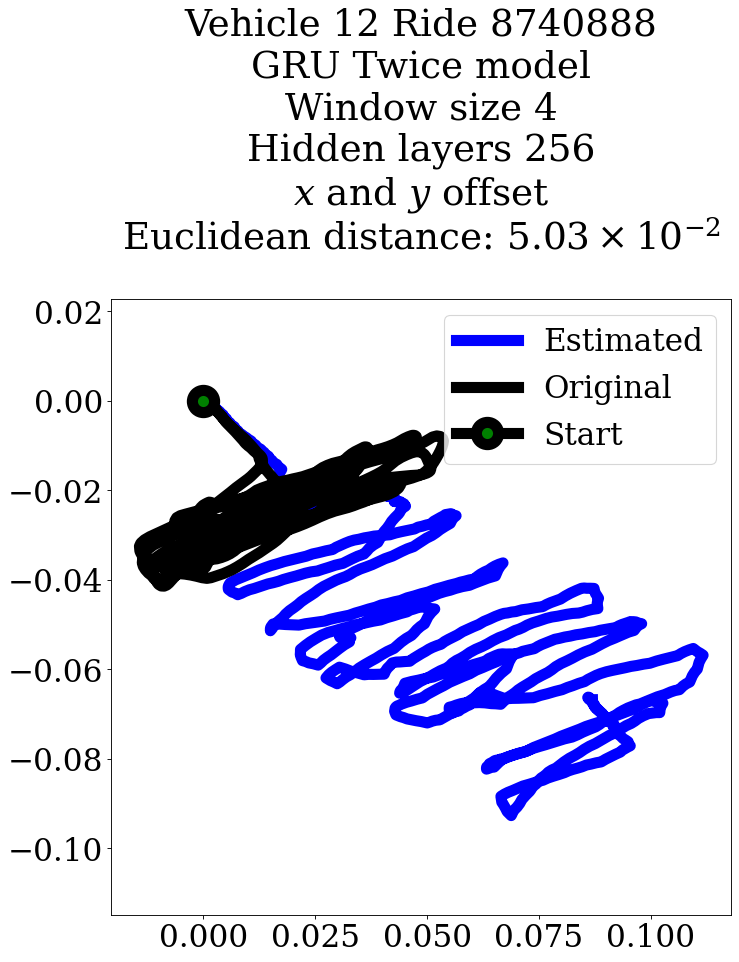 Vehicle 12 Ride 8740888
GRU Twice model
Window size 4
Hidden layers 256
x and y offset
Euclidean distance: 5.03 × 10⁻²
0.02
0.00
−0.02
−0.04
−0.06
−0.08
−0.10
Estimated
Original
Start
0.000 0.025 0.050 0.075 0.100